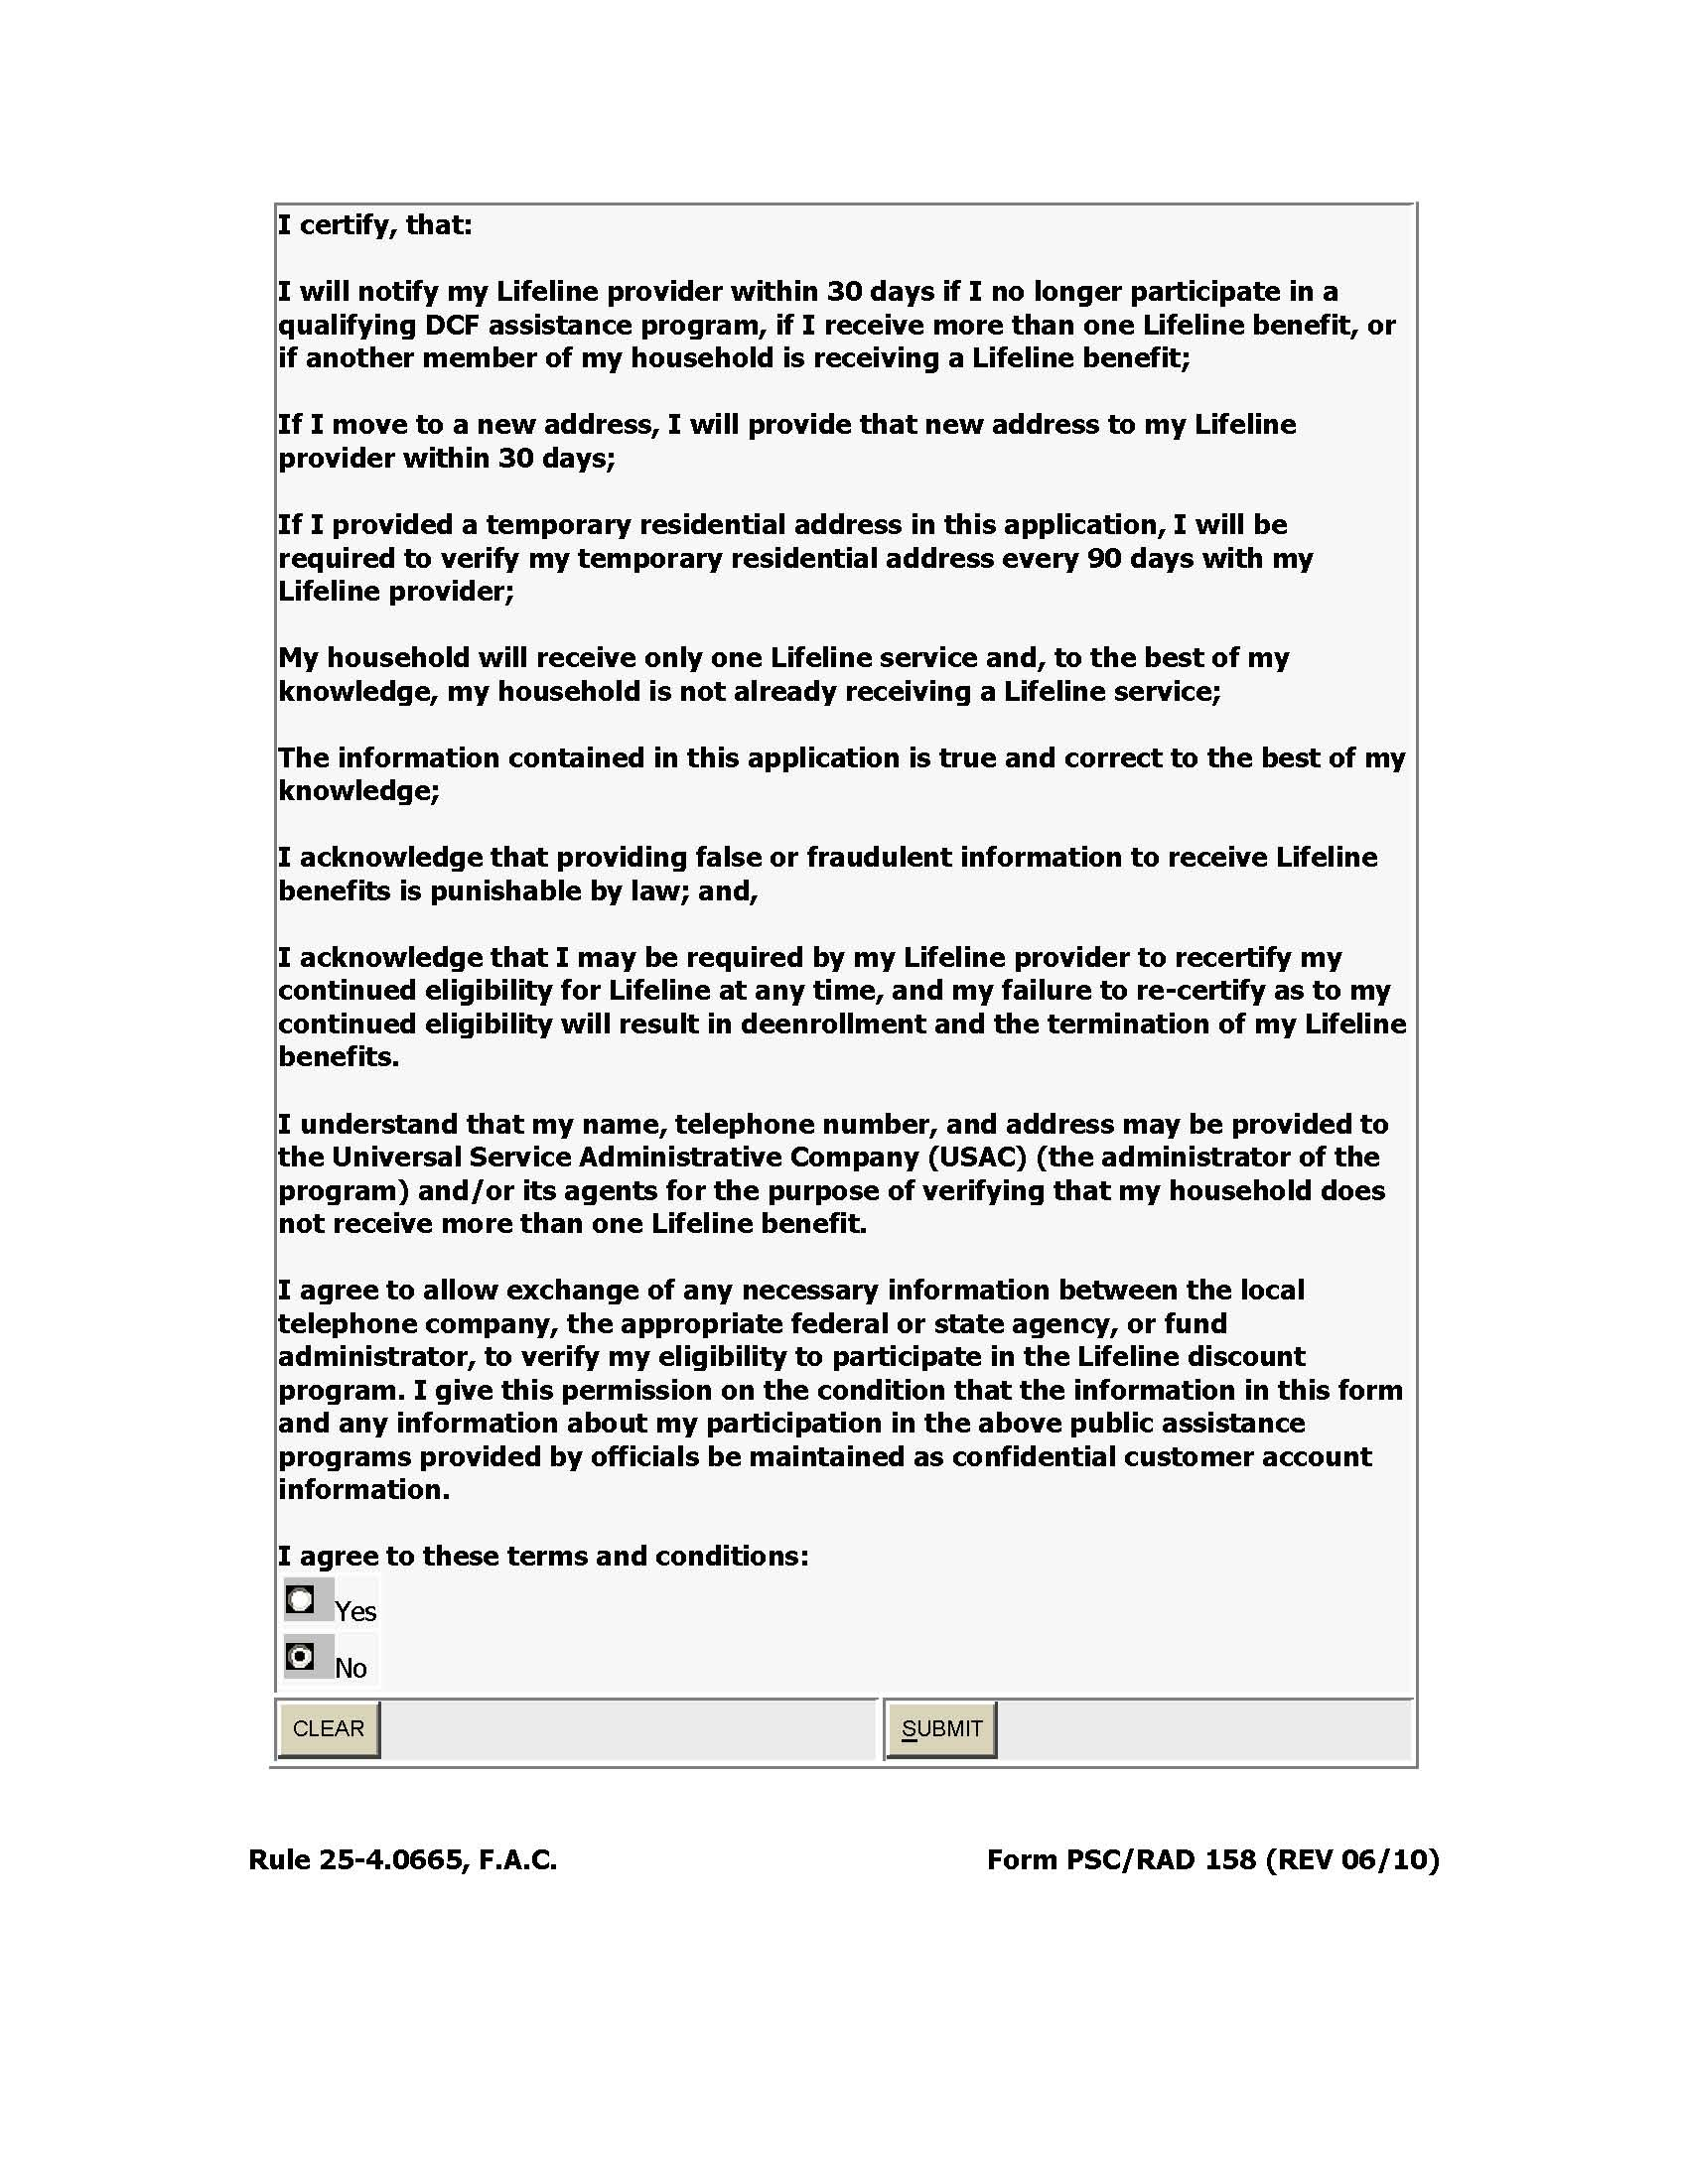 I certify, that:
I will notify my Lifeline provider within 30 days if I no longer participate in a
qualifying DCF assistance program, if I receive more than one Lifeline benefit, or
if another member of my household is receiving a Lifeline benefit;
If I move to a new address, I will provide that new address to my Lifeline
provider within 30 days;
If I provided a temporary residential address in this application, I will be
required to verify my temporary residential address every 90 days with my
Lifeline provider;
My household will receive only one Lifeline service and, to the best of my
knowledge, my household is not already receiving a Lifeline service;
The information contained in this application is true and correct to the best of my
knowledge;
I acknowledge that providing false or fraudulent information to receive Lifeline
benefits is punishable by law; and,
I acknowledge that I may be required by my Lifeline provider to recertify my
continued eligibility for Lifeline at any time, and my failure to re-certify as to my
continued eligibility will result in deenrollment and the termination of my Lifeline
benefits.
I understand that my name, telephone number, and address may be provided to
the Universal Service Administrative Company (USAC) (the administrator of the
program) and/or its agents for the purpose of verifying that my household does
not receive more than one Lifeline benefit.
I agree to allow exchange of any necessary information between the local
telephone company, the appropriate federal or state agency, or fund
administrator, to verify my eligibility to participate in the Lifeline discount
program. I give this permission on the condition that the information in this form
and any information about my participation in the above public assistance
programs provided by officials be maintained as confidential customer account
information.
I agree to these terms and conditions:
Yes
No
CLEAR
SUBMIT
Rule 25-4.0665, F.A.C.
Form PSC/RAD 158 (REV 06/10)